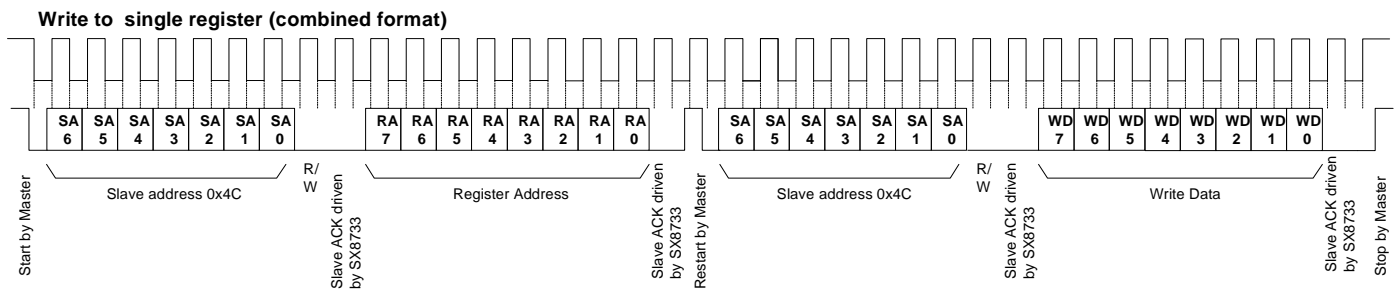 Write to single register (combined format)
SA 6 SA 5 SA 4 SA 3 SA 2 SA 1 SA 0
RA 7 RA 6 RA 5 RA 4 RA 3 RA 2 RA 1 RA 0
SA 6 SA 5 SA 4 SA 3 SA 2 SA 1 SA 0
WD 7 WD 6 WD 5 WD 4 WD 3 WD 2 WD 1 WD 0
Start by Master
Slave address 0x4C
R/
W
Slave ACK driven
by SX8733
Register Address
Slave ACK driven
by SX8733
Restart by Master
Slave address 0x4C
R/
W
Slave ACK driven
by SX8733
Write Data
Slave ACK driven
by SX8733
Stop by Master